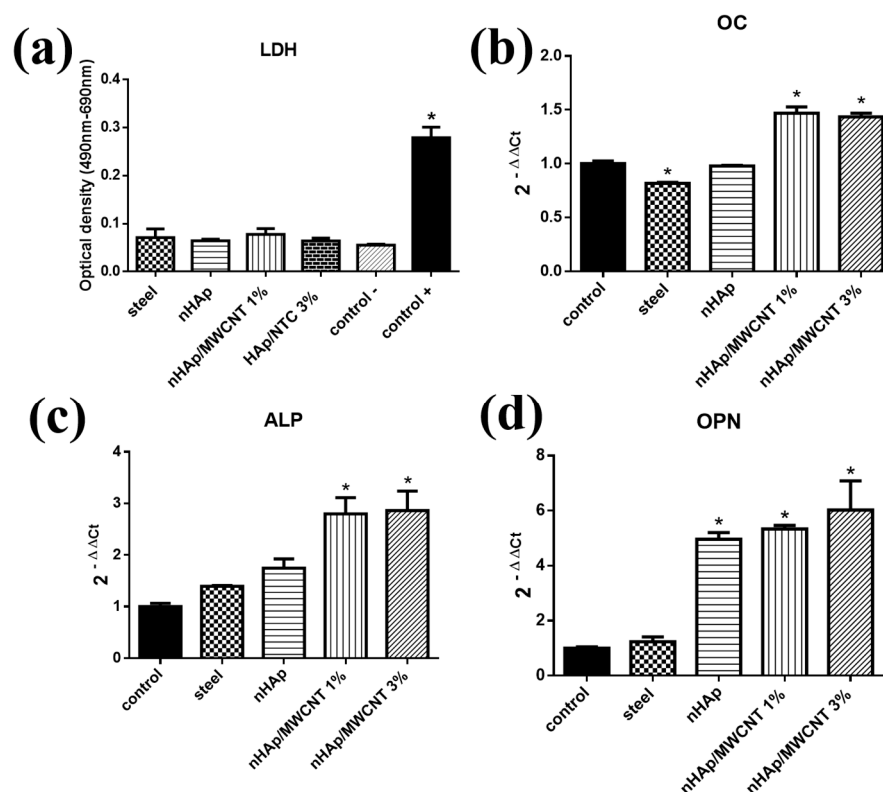 (a)
LDH
Optical density (490nm-690nm)
0.4
0.3
0.2
0.1
0.0
*
steel
nHAp
nHAp/MWCNT 1%
HAp/NTC 3%
control -
control +
(b)
OC
2 - ΔΔCt
2.0
1.5
1.0
0.5
0.0
*
*
*
control
steel
nHAp
nHAp/MWCNT 1%
nHAp/MWCNT 3%
(c)
ALP
2 - ΔΔCt
4
3
2
1
0
*
*
control
steel
nHAp
nHAp/MWCNT 1%
nHAp/MWCNT 3%
(d)
OPN
2 - ΔΔCt
8
6
4
2
0
*
*
*
control
steel
nHAp
nHAp/MWCNT 1%
nHAp/MWCNT 3%